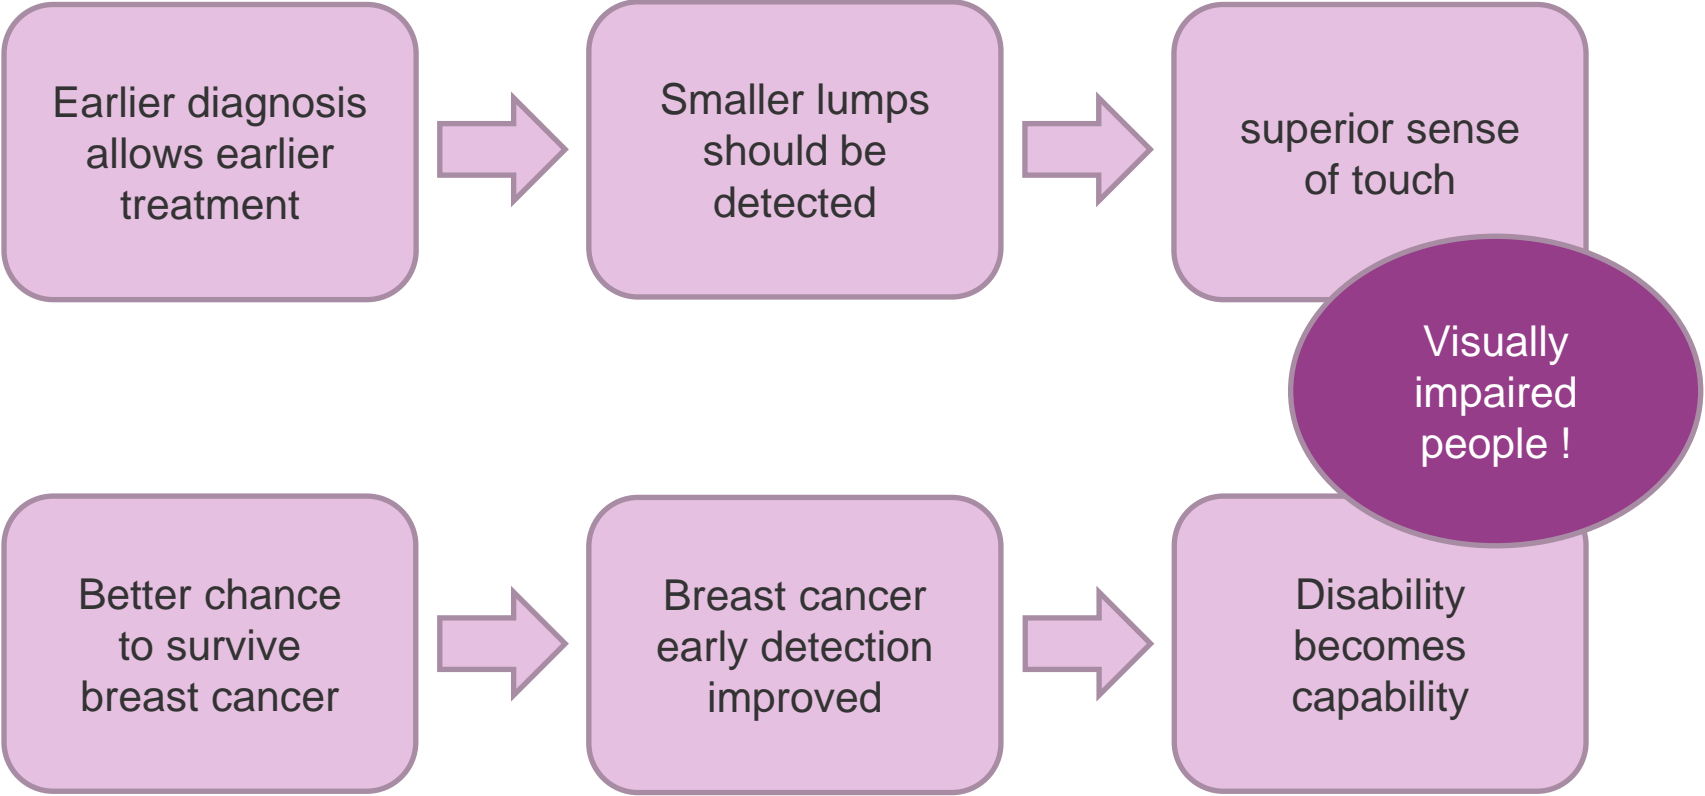 Earlier diagnosis
allows earlier
treatment
Smaller lumps
should be
detected
superior sense
of touch
Visually
impaired
people !
Better chance
to survive
breast cancer
Breast cancer
early detection
improved
Disability
becomes
capability